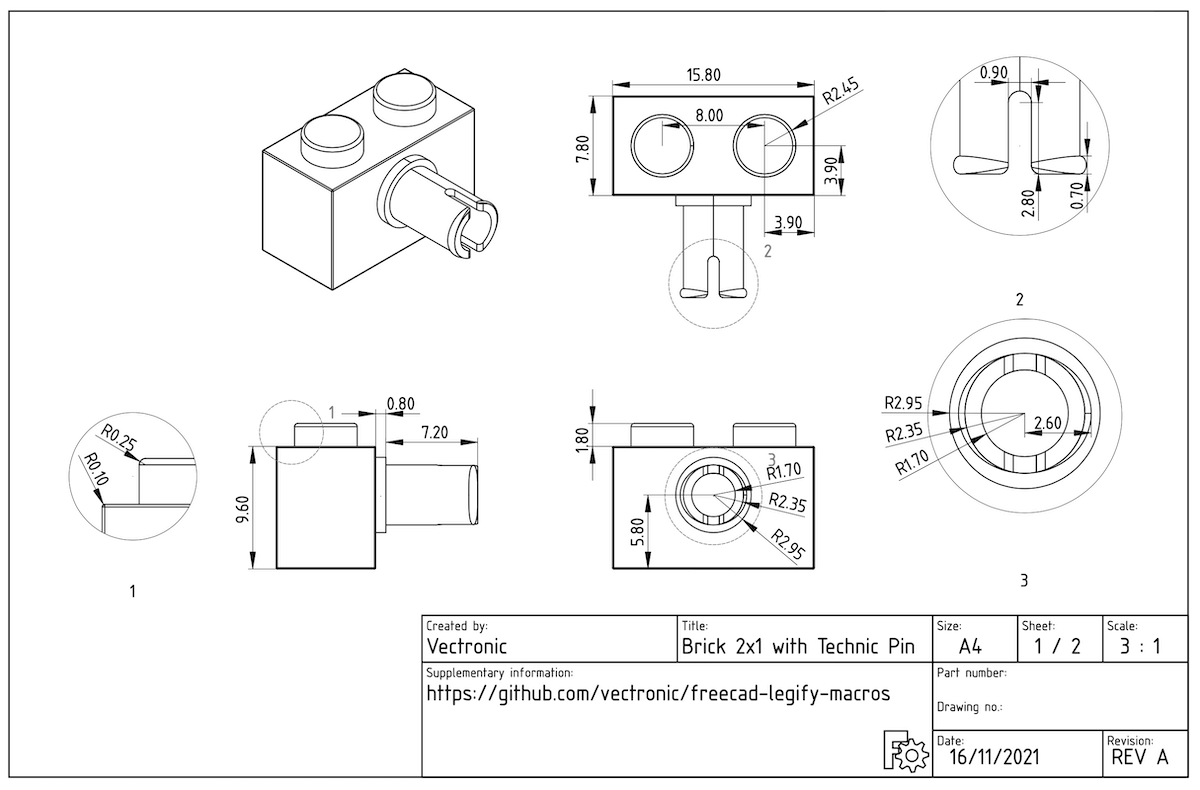 15.80
8.00
R2.45
7.80
3.90
3.90
2
0.90
2.80
0.70
2
R0.25
R0.10
1
1
0.80
7.20
9.60
1.80
3
R1.70
R2.35
R2.95
5.80
R2.95
R2.35
R1.70
2.60
3
Created by:
Vectronic
Title:
Brick 2x1 with Technic Pin
Size:
A4
Sheet:
1 / 2
Scale:
3 : 1
Supplementary information:
https://github.com/vectronic/freecad-legify-macros
Part number:
Drawing no.:
Date:
16/11/2021
Revision:
REV A